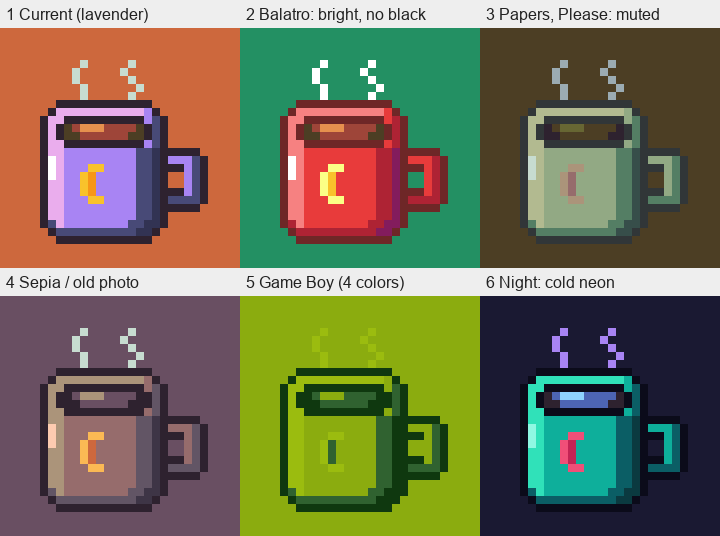 1 Current (lavender)
2 Balatro: bright, no black
3 Papers, Please: muted
4 Sepia / old photo
5 Game Boy (4 colors)
6 Night: cold neon